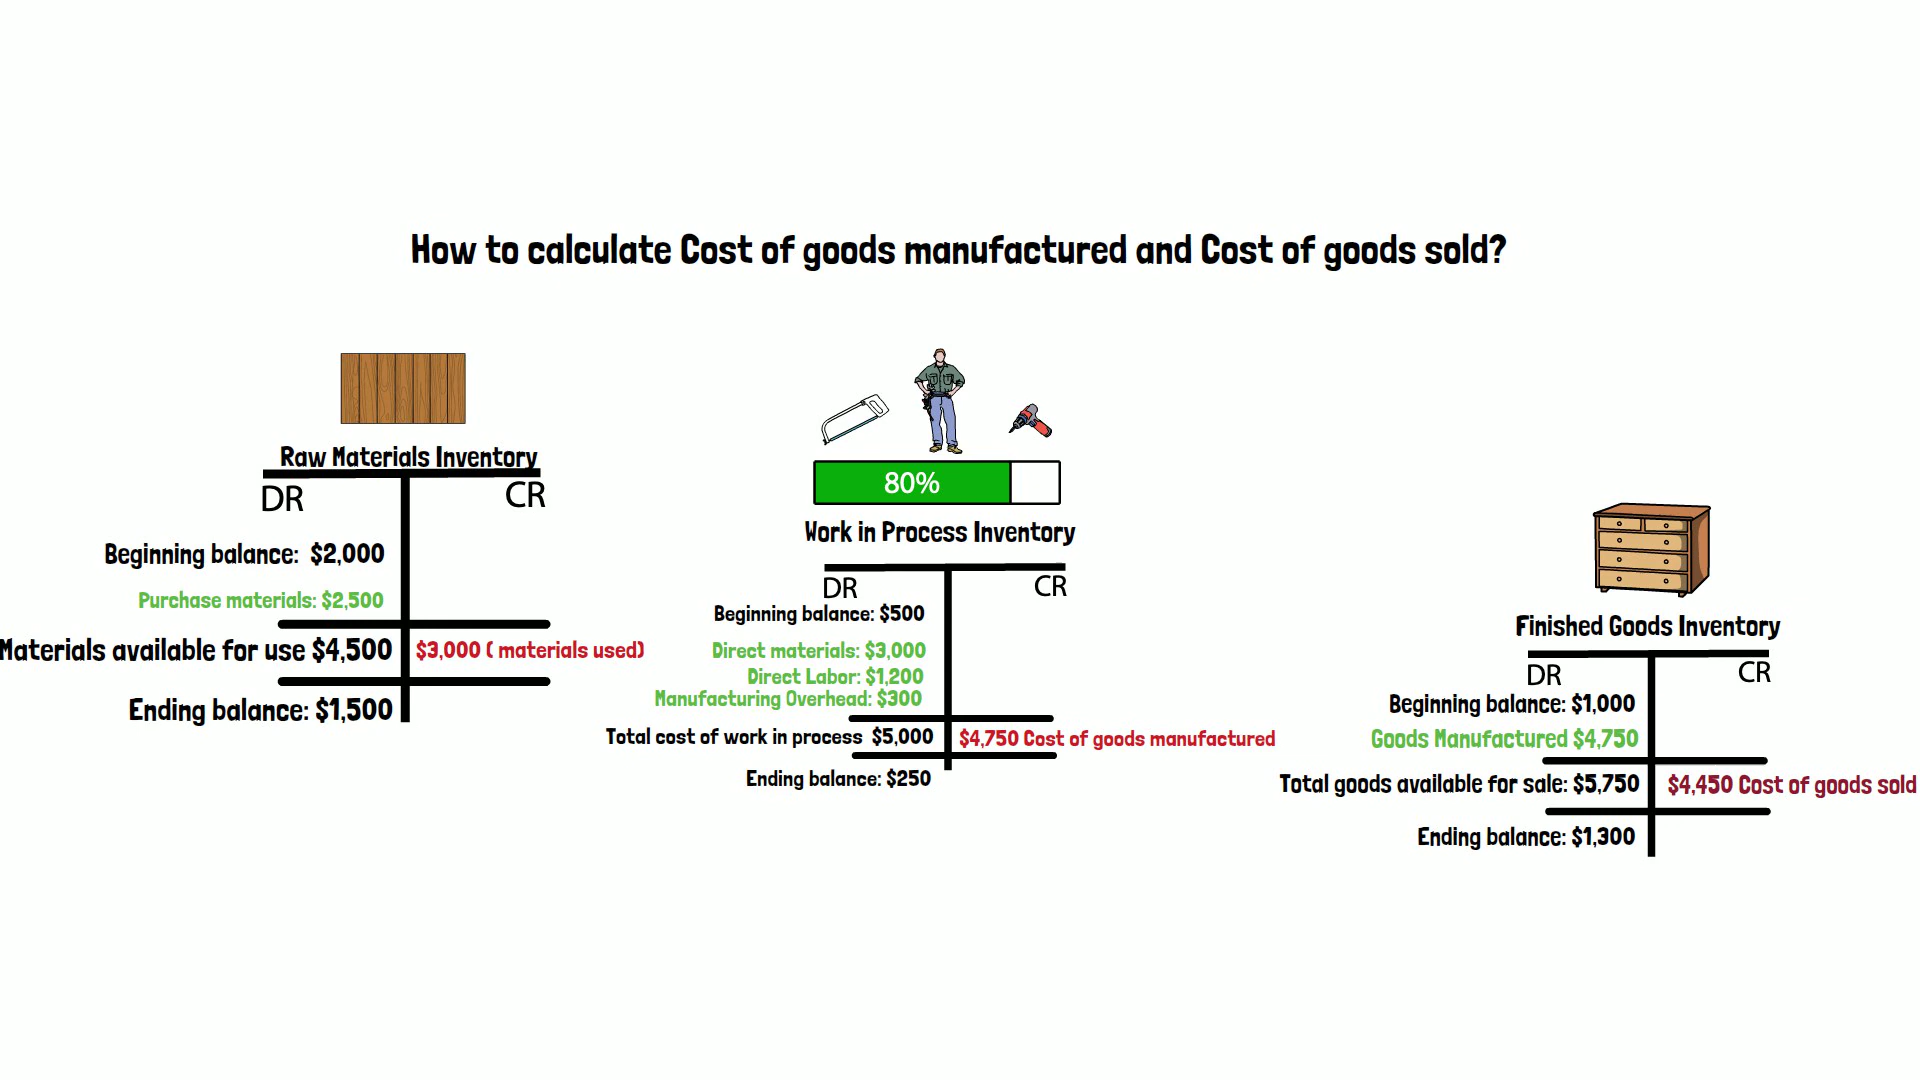 How to calculate Cost of goods manufactured and Cost of goods sold?
Raw Materials Inventory
DR
CR
Beginning balance: $2,000
Purchase materials: $2,500
Materials available for use $4,500
$3,000 ( materials used)
Ending balance: $1,500
80%
Work in Process Inventory
DR
CR
Beginning balance: $500
Direct materials: $3,000
Direct Labor: $1,200
Manufacturing Overhead: $300
Total cost of work in process $5,000
$4,750 Cost of goods manufactured
Ending balance: $250
Finished Goods Inventory
DR
CR
Beginning balance: $1,000
Goods Manufactured $4,750
Total goods available for sale: $5,750
$4,450 Cost of goods sold
Ending balance: $1,300